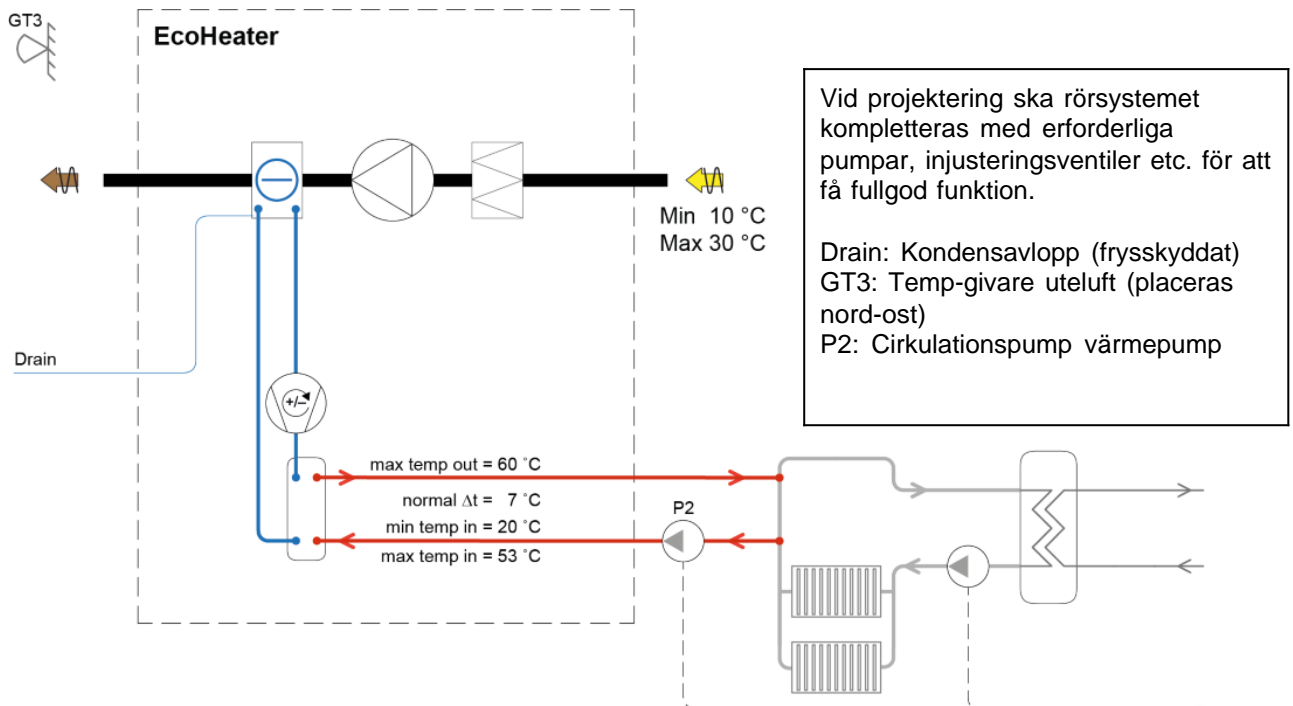 GT3
EcoHeater
Vid projektering ska rörsystemet
kompletteras med erforderliga
pumpar, injusteringsventiler etc. för att
få fullgod funktion.
Drain: Kondensavlopp (frysskyddat)
GT3: Temp-givare uteluft (placeras
nord-ost)
P2: Cirkulationspump värmepump
Min 10 °C
Max 30 °C
Drain
+/-
max temp out = 60 °C
normal Δt = 7 °C
min temp in = 20 °C
max temp in = 53 °C
P2